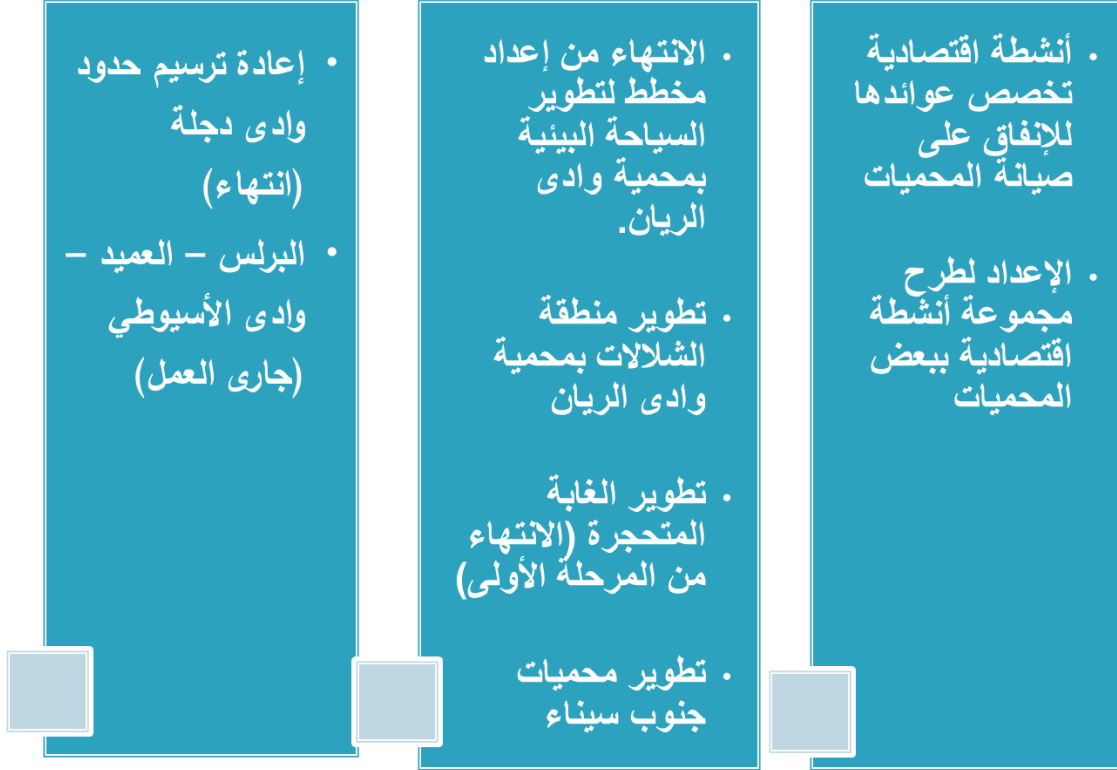 • أنشطة اقتصادية
تخصص عوائدها
للإنفاق على
صيانة المحميات
• الإعداد لطرح
مجموعة أنشطة
اقتصادية ببعض
المحميات
• الانتهاء من إعداد
مخطط لتطوير
السياحة البيئية
بمحمية وادى
الريان.
• تطوير منطقة
الشلالات بمحمية
وادى الريان
• تطوير الغابة
المتحجرة (الانتهاء
من المرحلة الأولى)
• تطوير محميات
جنوب سيناء
• إعادة ترسيم حدود
وادى دجلة
(انتهاء)
• البرلس – العميد –
وادى الأسيوطي
(جارى العمل)